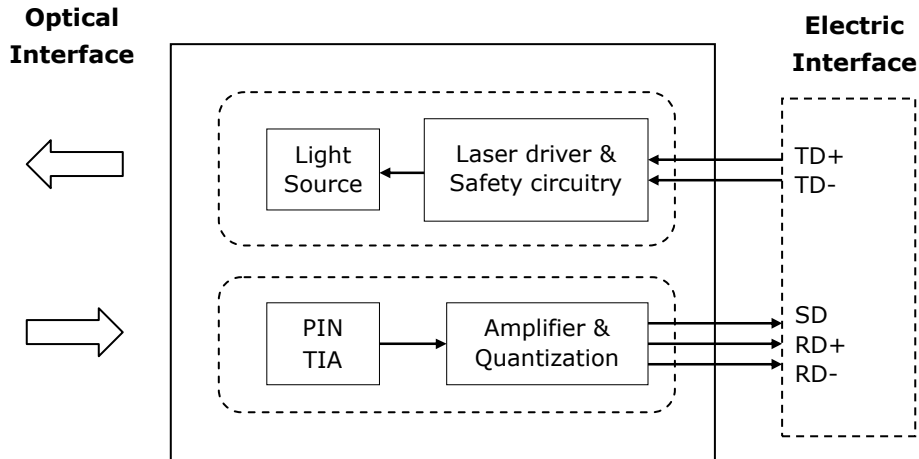 Optical
Interface
Electric
Interface
Light
Source
Laser driver &
Safety circuitry
TD+
TD-
PIN
TIA
Amplifier &
Quantization
SD
RD+
RD-